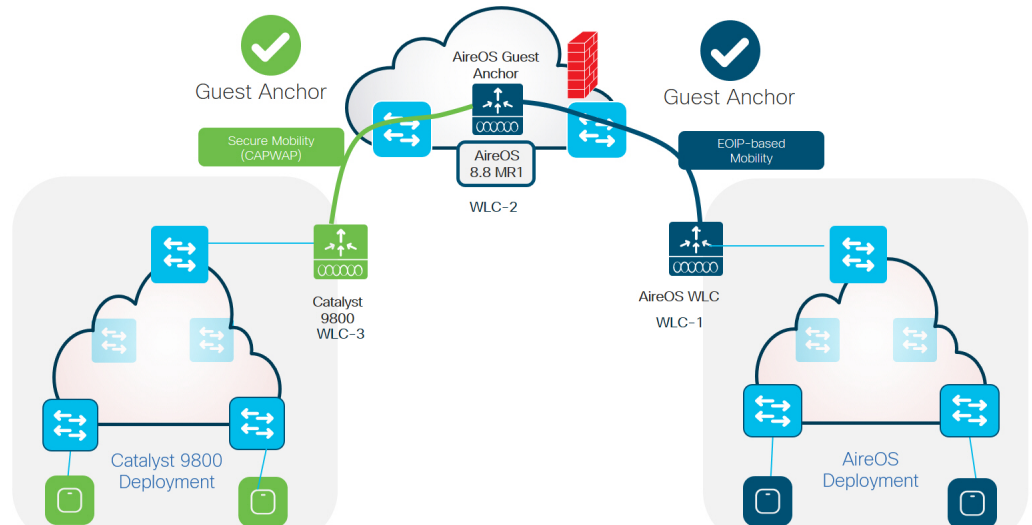 AireOS Guest
Anchor
Guest Anchor
Guest Anchor
Secure Mobility
(CAPWAP)
EOIP-based
Mobility
AireOS
8.8 MR1
WLC-2
Catalyst
9800
WLC-3
AireOS WLC
WLC-1
Catalyst 9800
Deployment
AireOS
Deployment